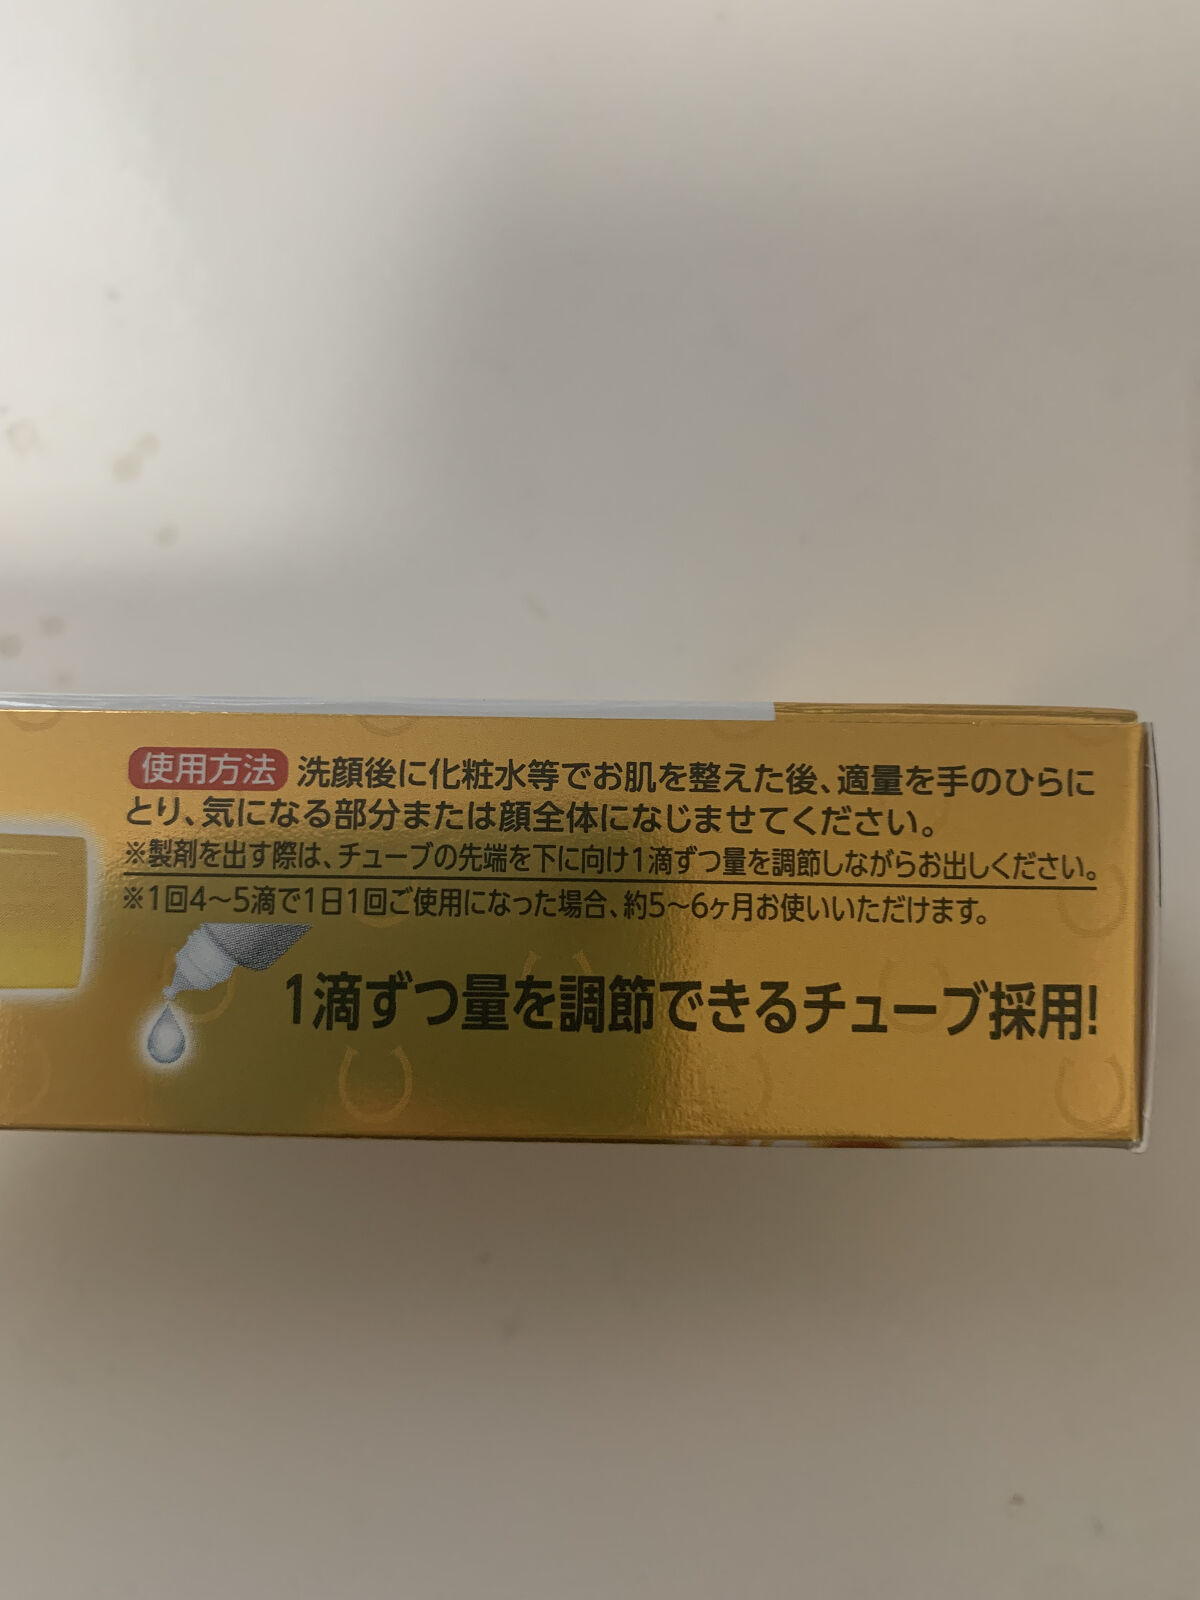 使用方法 洗顔後に化粧水等でお肌を整えた後、適量を手のひらに
とり、気になる部分または顔全体になじませてください。
※製剤を出す際は、チューブの先端を下に向け1滴ずつ量を調節しながらお出しください。
※1回4〜5滴で1日1回ご使用になった場合、約5〜6ヶ月お使いいただけます。
1滴ずつ量を調節できるチューブ採用!